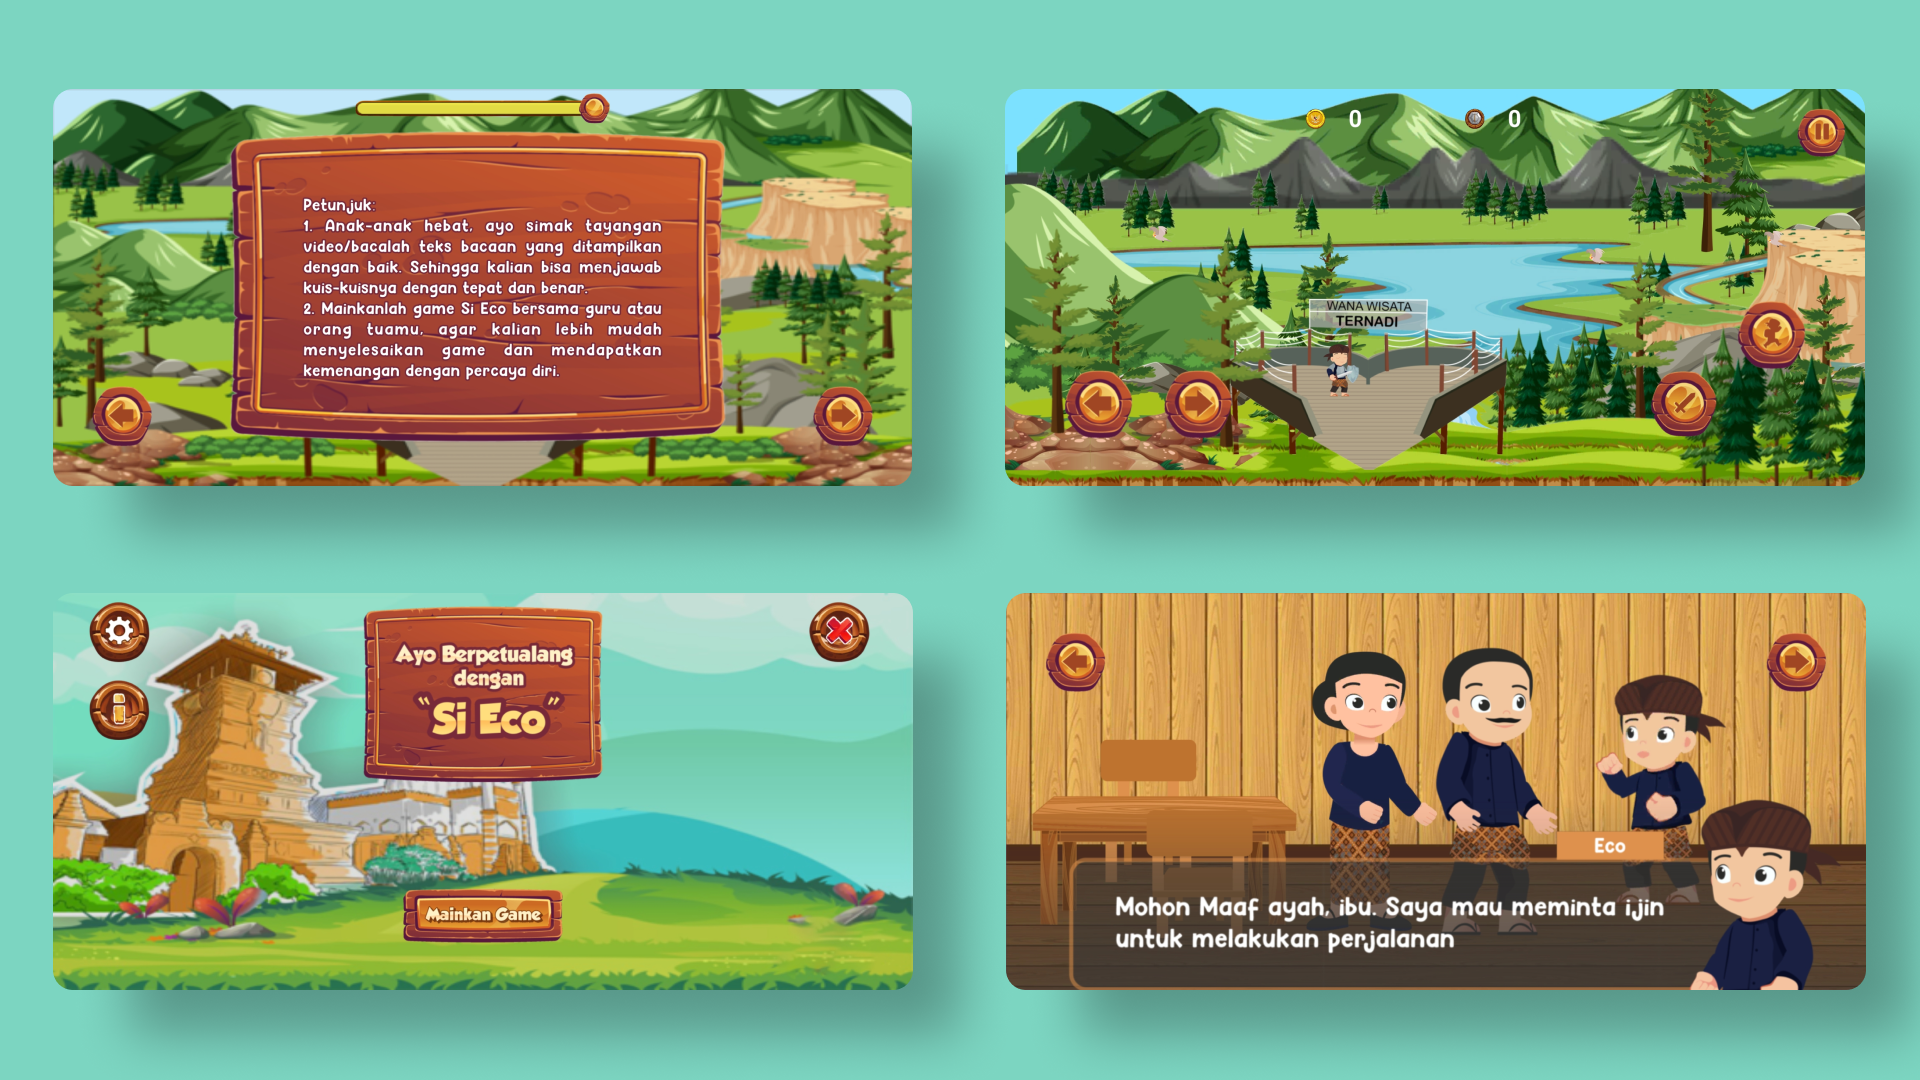 Petunjuk:
1. Anak-anak hebat, ayo simak tayangan
video/bacalah teks bacaan yang ditampilkan
dengan baik. Sehingga kalian bisa menjawab
kuis-kuisnya dengan tepat dan benar.
2. Mainkanlah game Si Eco bersama guru atau
orang tuamu, agar kalian lebih mudah
menyelesaikan game dan mendapatkan
kemenangan dengan percaya diri.
0
0
WANA WISATA
TERNADI
Ayo Berpetualang
dengan
"Si Eco"
Mainkan Game
Eco
Mohon Maaf ayah, ibu. Saya mau meminta ijin
untuk melakukan perjalanan